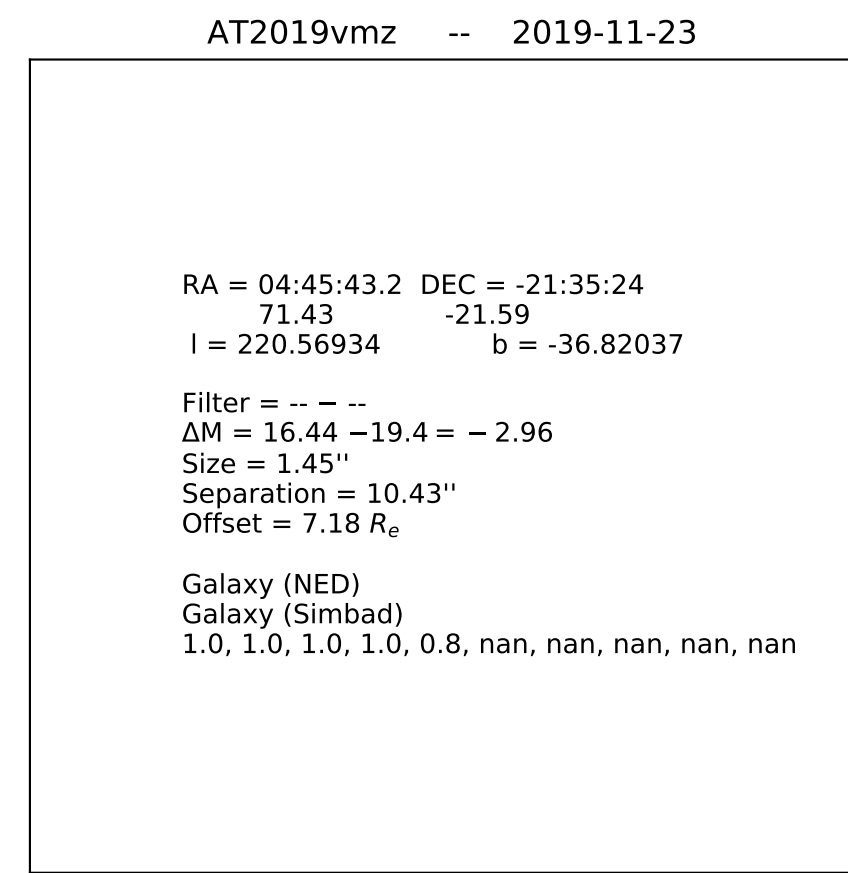 AT2019vmz -- 2019-11-23
RA = 04:45:43.2 DEC = -21:35:24
71.43 -21.59
l = 220.56934 b = -36.82037
Filter = -- − --
ΔM = 16.44 −19.4 = − 2.96
Size = 1.45''
Separation = 10.43''
Offset = 7.18 Rₑ
Galaxy (NED)
Galaxy (Simbad)
1.0, 1.0, 1.0, 1.0, 0.8, nan, nan, nan, nan, nan